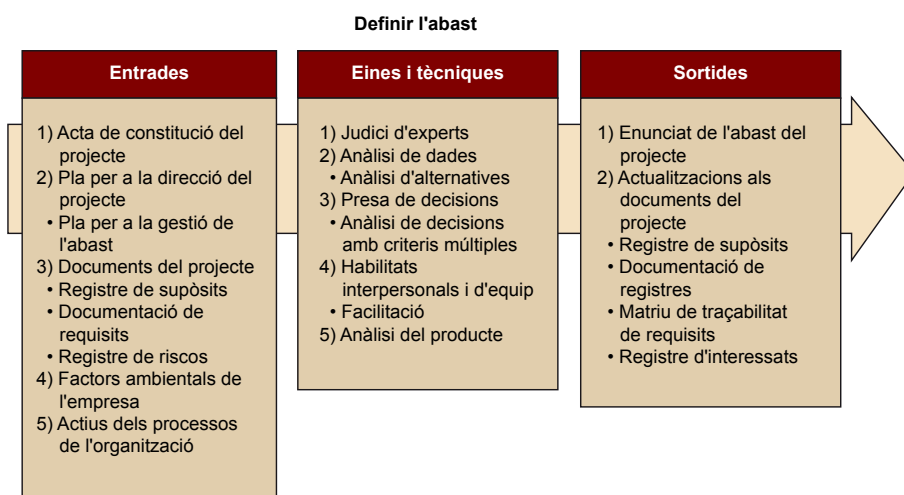 Definir l'abast
Entrades
1) Acta de constitució del
projecte
2) Pla per a la direcció del
projecte
• Pla per a la gestió de
l'abast
3) Documents del projecte
• Registre de supòsits
• Documentació de
requisits
• Registre de riscos
4) Factors ambientals de
l'empresa
5) Actius dels processos
de l'organització
Eines i tècniques
1) Judici d'experts
2) Anàlisi de dades
• Anàlisi d'alternatives
3) Presa de decisions
• Anàlisi de decisions
amb criteris múltiples
4) Habilitats
interpersonals i d'equip
• Facilitació
5) Anàlisi del producte
Sortides
1) Enunciat de l'abast del
projecte
2) Actualitzacions als
documents del
projecte
• Registre de supòsits
• Documentació de
registres
• Matriu de traçabilitat
de requisits
• Registre d'interessats